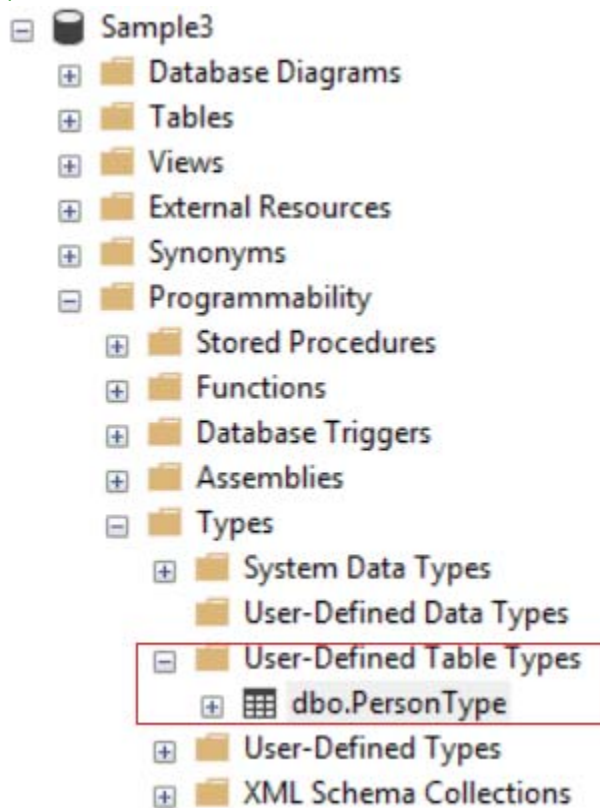 Sample3
Database Diagrams
Tables
Views
External Resources
Synonyms
Programmability
Stored Procedures
Functions
Database Triggers
Assemblies
Types
System Data Types
User-Defined Data Types
User-Defined Table Types
dbo.PersonType
User-Defined Types
XML Schema Collections